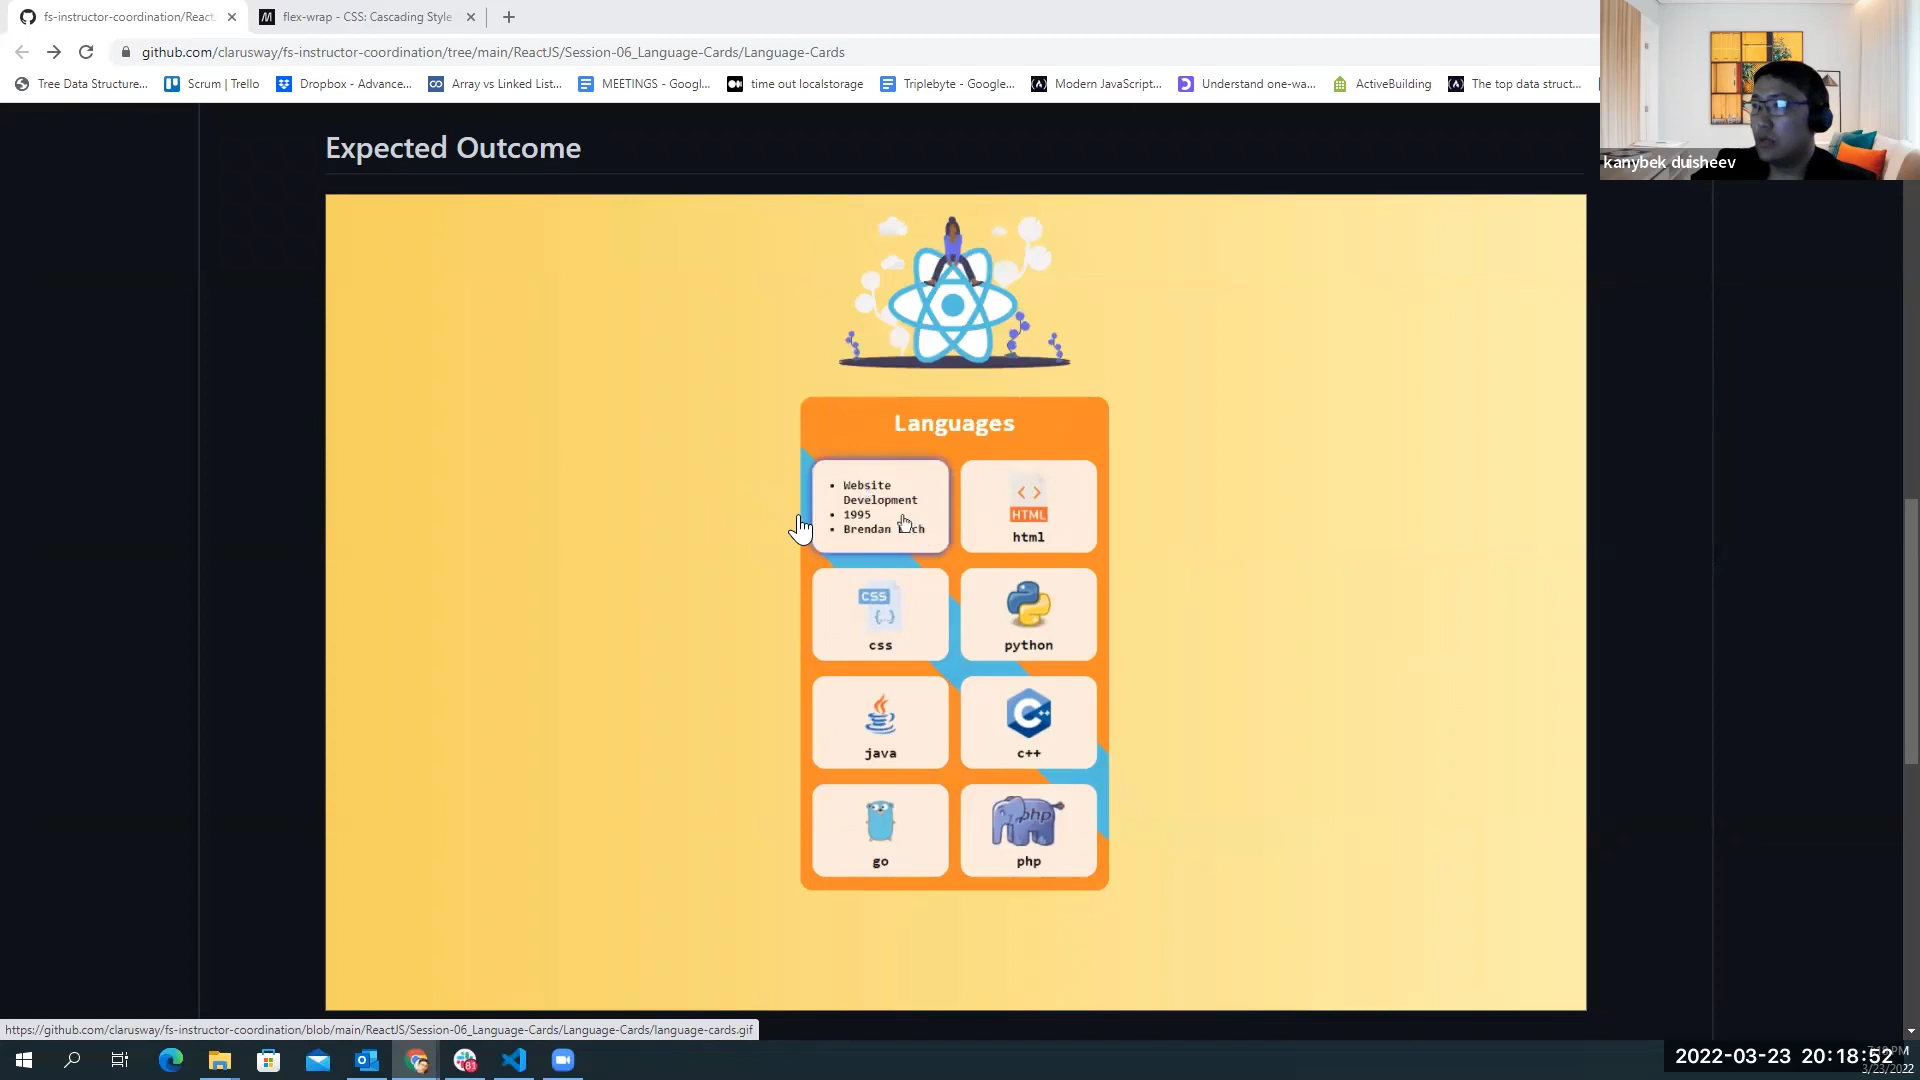 fs-instructor-coordination/React
flex-wrap - CSS: Cascading Style
github.com/clarusway/fs-instructor-coordination/tree/main/ReactJS/Session-06_Language-Cards/Language-Cards
Tree Data Structure...
Scrum | Trello
Dropbox - Advance...
Array vs Linked List...
MEETINGS - Googl...
time out localstorage
Triplebyte - Google...
Modern JavaScript...
Understand one-wa...
ActiveBuilding
The top data struct...
kanybek duisheev
Expected Outcome
Languages
Website
Development
1995
Brendan
HTML
html
CSS
css
python
java
C++
c++
go
php
php
https://github.com/clarusway/fs-instructor-coordination/blob/main/ReactJS/Session-06_Language-Cards/Language-Cards/language-cards.gif
81
2022-03-23 20:18:52
3/23/2022